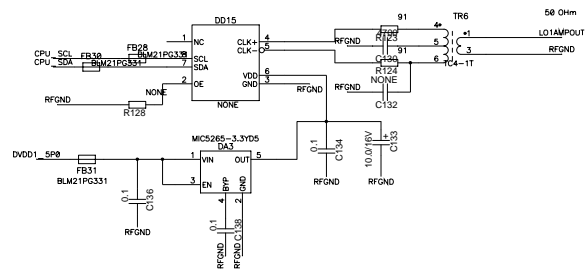 50 OHm
DD15
91
TR6
1
NC
CLK+
4
R123
4*
*1
LO1AMPOUT
CLK-
5
RFGND
91
5
CPU_SCL
FB28
8
SCL
C130
3
RFGND
CPU_SDA
FB30
BLM21PG331
7
SDA
R124
6
TC4-1T
BLM21PG331
VDD
6
NONE
NONE
2
OE
GND
3
RFGND
C132
RFGND
R128
NONE
RFGND
MIC5265-3.3YD5
DA3
0.1
C134
10.0/16V
+
C133
DVDD1_5P0
1
VIN
OUT
5
FB31
BLM21PG331
3
EN
BYP
GND
RFGND
RFGND
0.1
C136
4
2
RFGND
0.1
C138
RFGND
RFGND